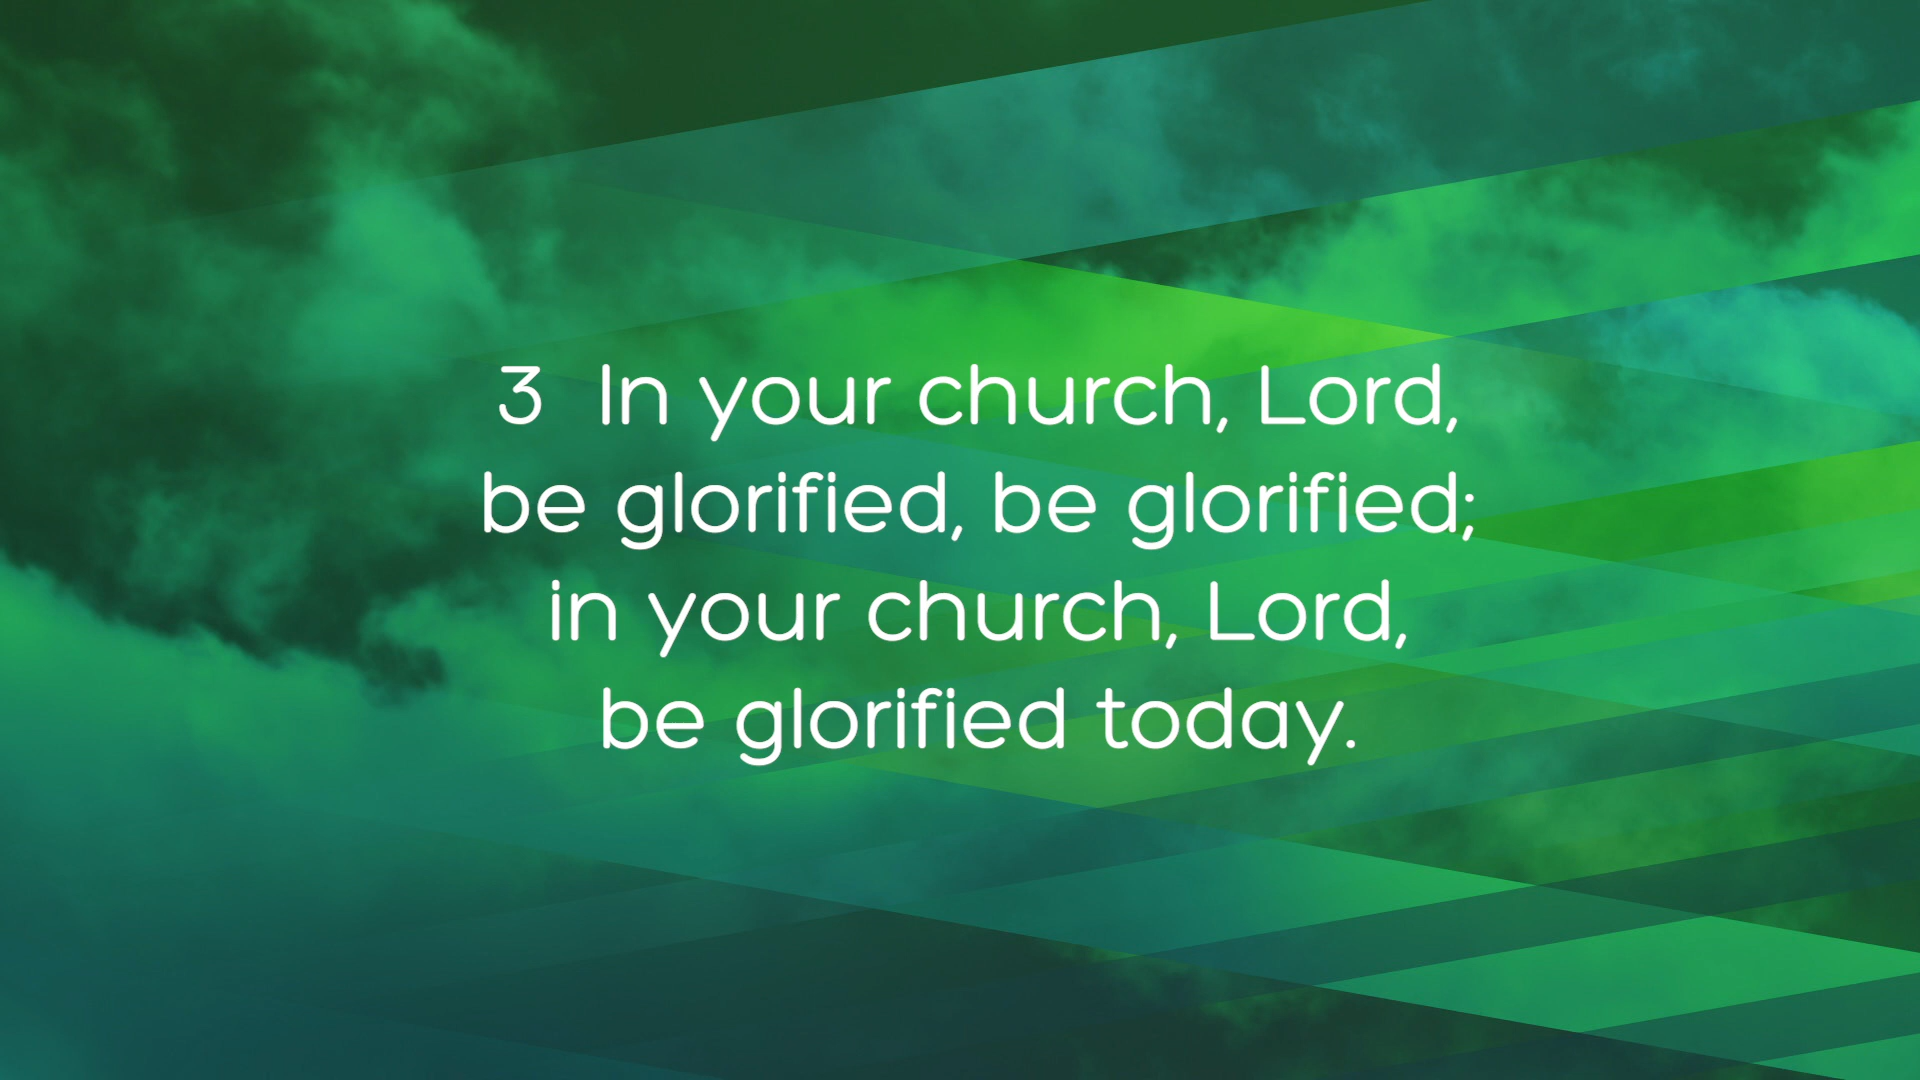 3 In your church, Lord,
be glorified, be glorified;
in your church, Lord,
be glorified today.